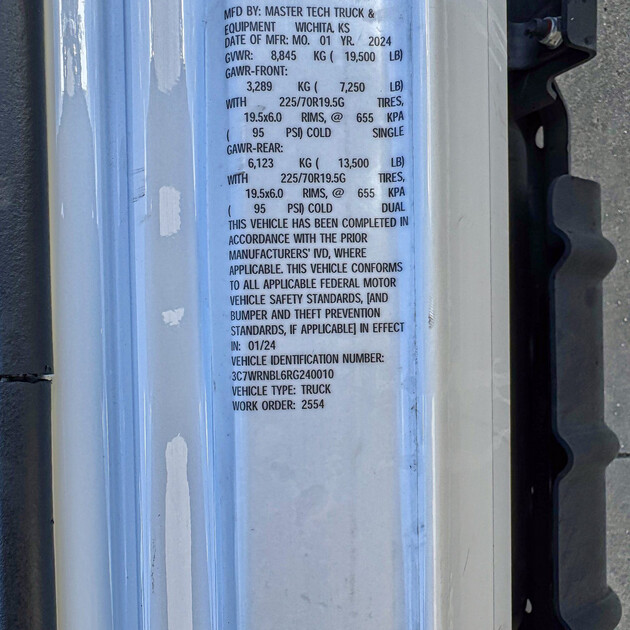 MFD BY: MASTER TECH TRUCK &
EQUIPMENT WICHITA, KS
DATE OF MFR: MO. 01 YR. 2024
GVWR: 8,845 KG ( 19,500 LB)
GAWR-FRONT:
3,289 KG ( 7,250 LB)
WITH 225/70R19.5G TIRES,
19.5x6.0 RIMS, @ 655 KPA
( 95 PSI) COLD SINGLE
GAWR-REAR:
6,123 KG ( 13,500 LB)
WITH 225/70R19.5G TIRES,
19.5x6.0 RIMS, @ 655 KPA
( 95 PSI) COLD DUAL
THIS VEHICLE HAS BEEN COMPLETED IN
ACCORDANCE WITH THE PRIOR
MANUFACTURERS' IVD, WHERE
APPLICABLE. THIS VEHICLE CONFORMS
TO ALL APPLICABLE FEDERAL MOTOR
VEHICLE SAFETY STANDARDS, [AND
BUMPER AND THEFT PREVENTION
STANDARDS, IF APPLICABLE] IN EFFECT
IN: 01/24
VEHICLE IDENTIFICATION NUMBER:
3C7WRNBL6RG240010
VEHICLE TYPE: TRUCK
WORK ORDER: 2554